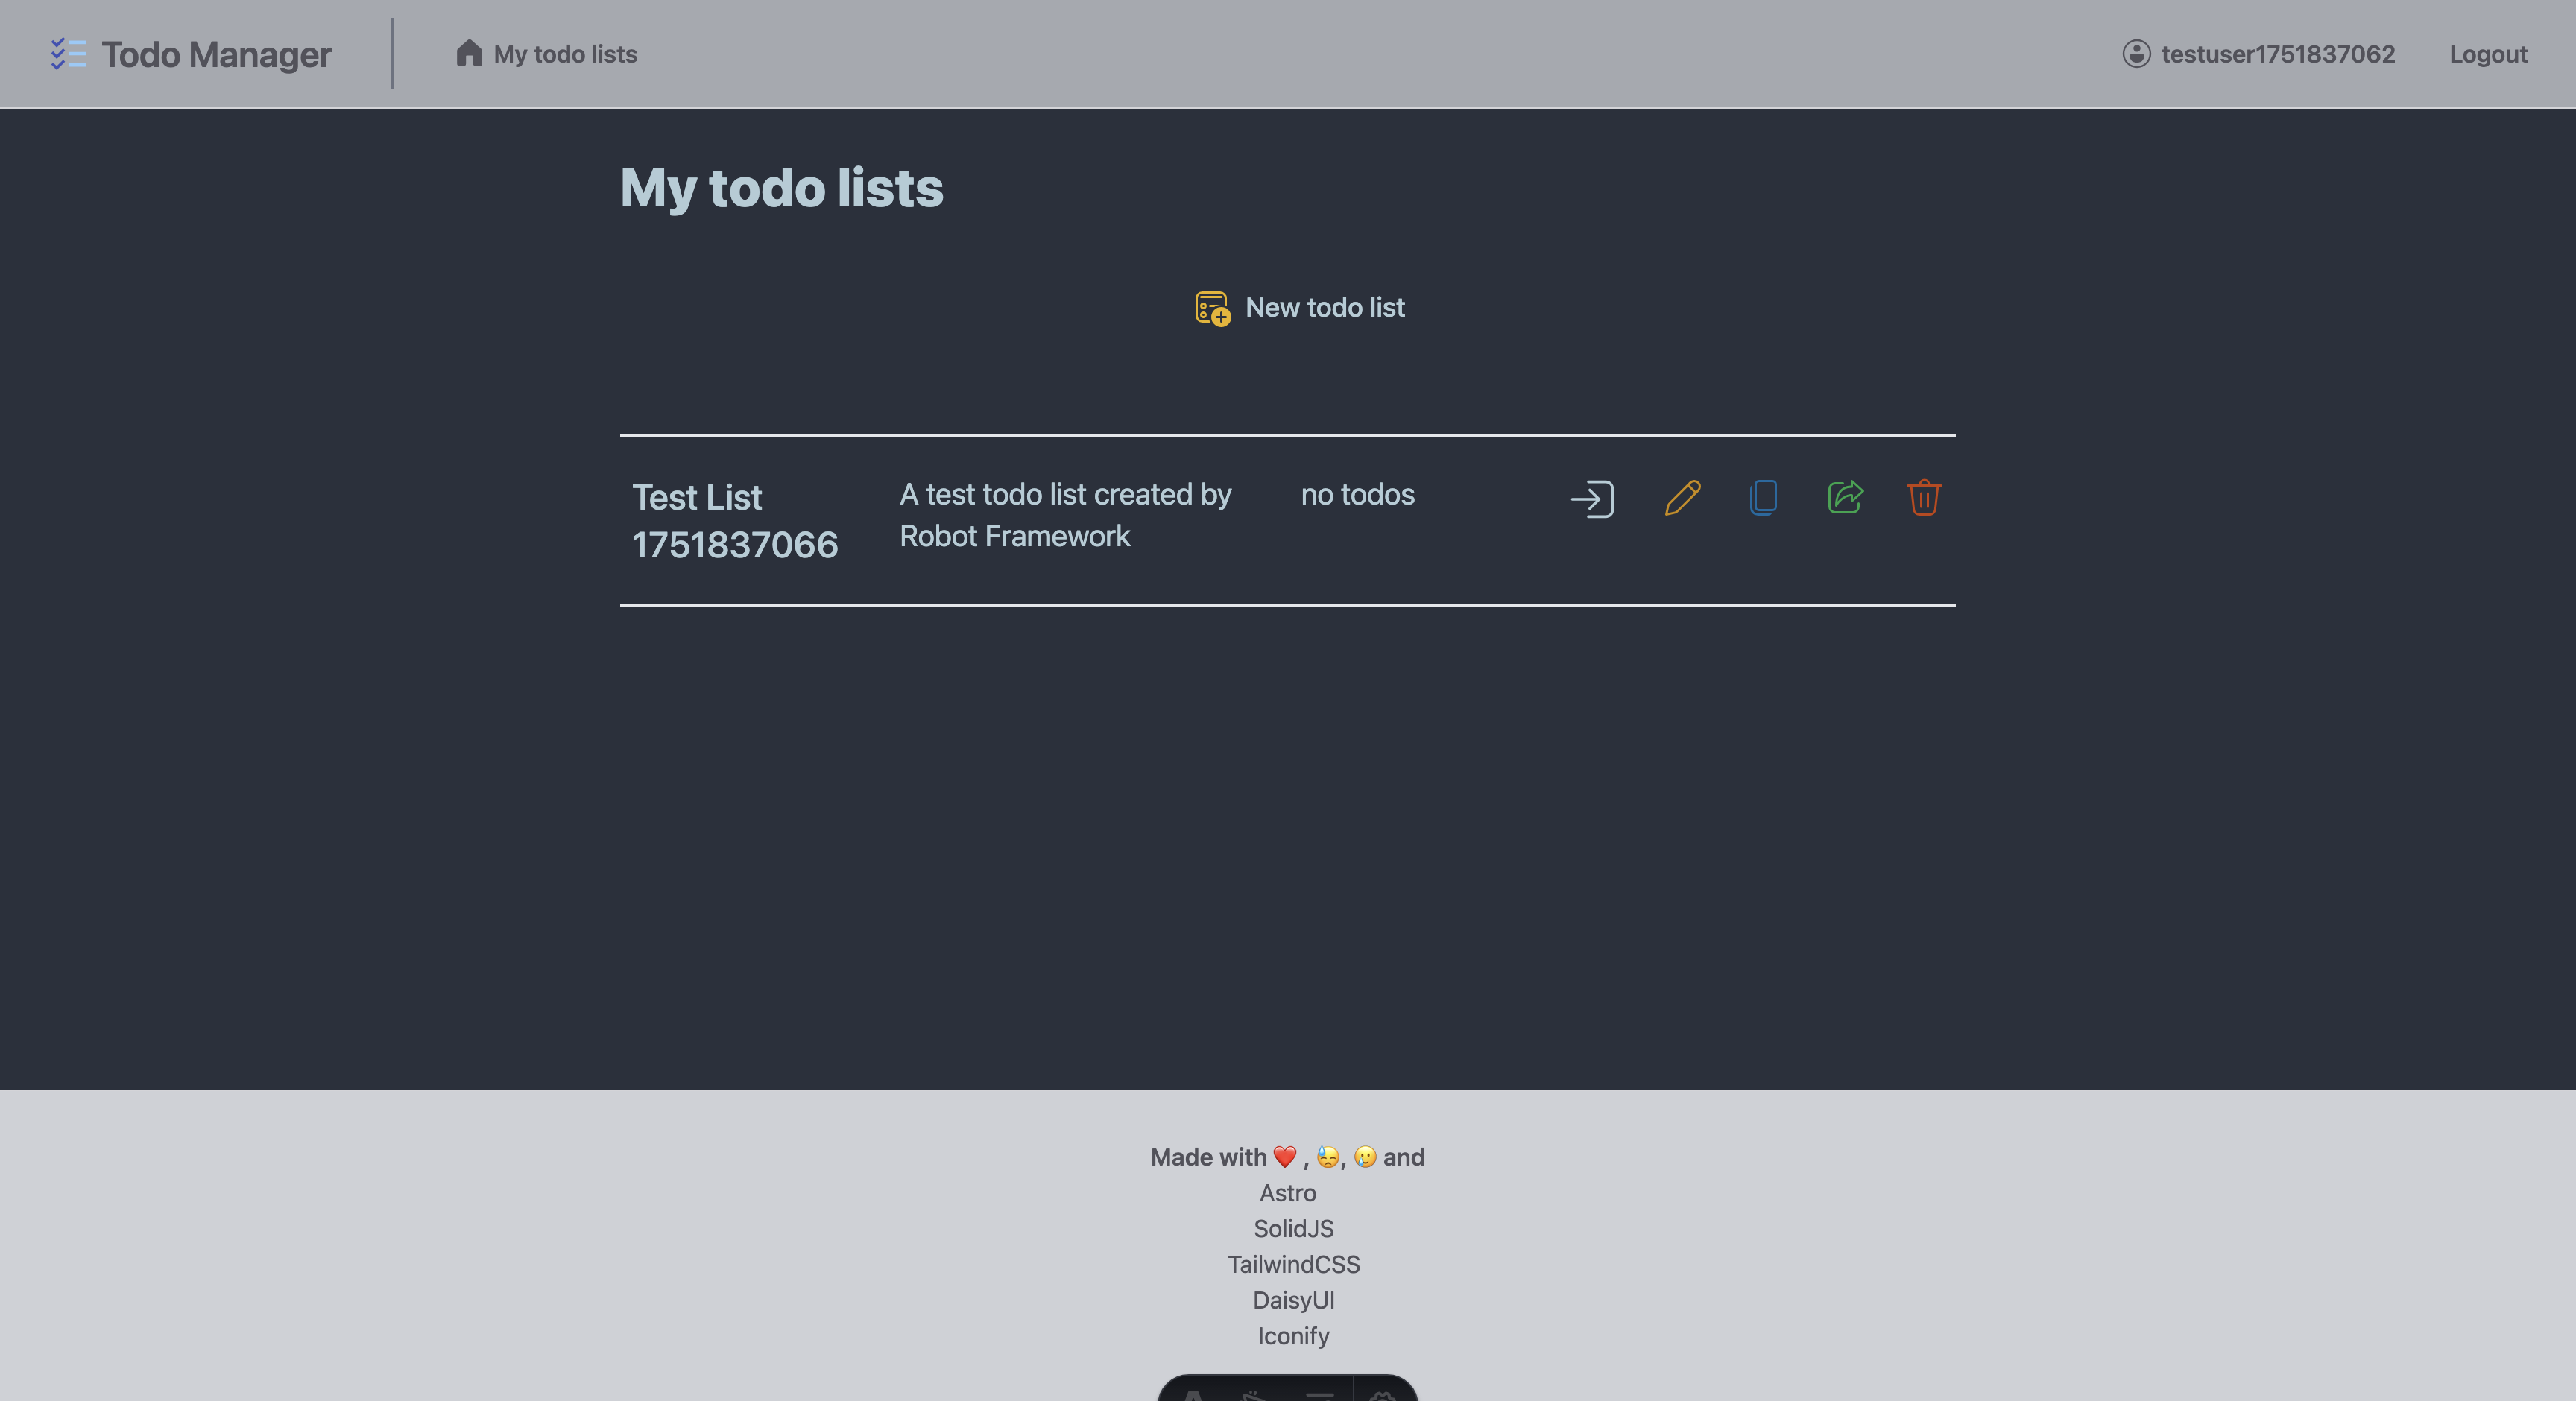 Todo Manager
My todo lists
testuser1751837062
Logout
My todo lists
New todo list
Test List
1751837066
A test todo list created by
Robot Framework
no todos
Made with ❤️ , 😓, 🥲 and
Astro
SolidJS
TailwindCSS
DaisyUI
Iconify